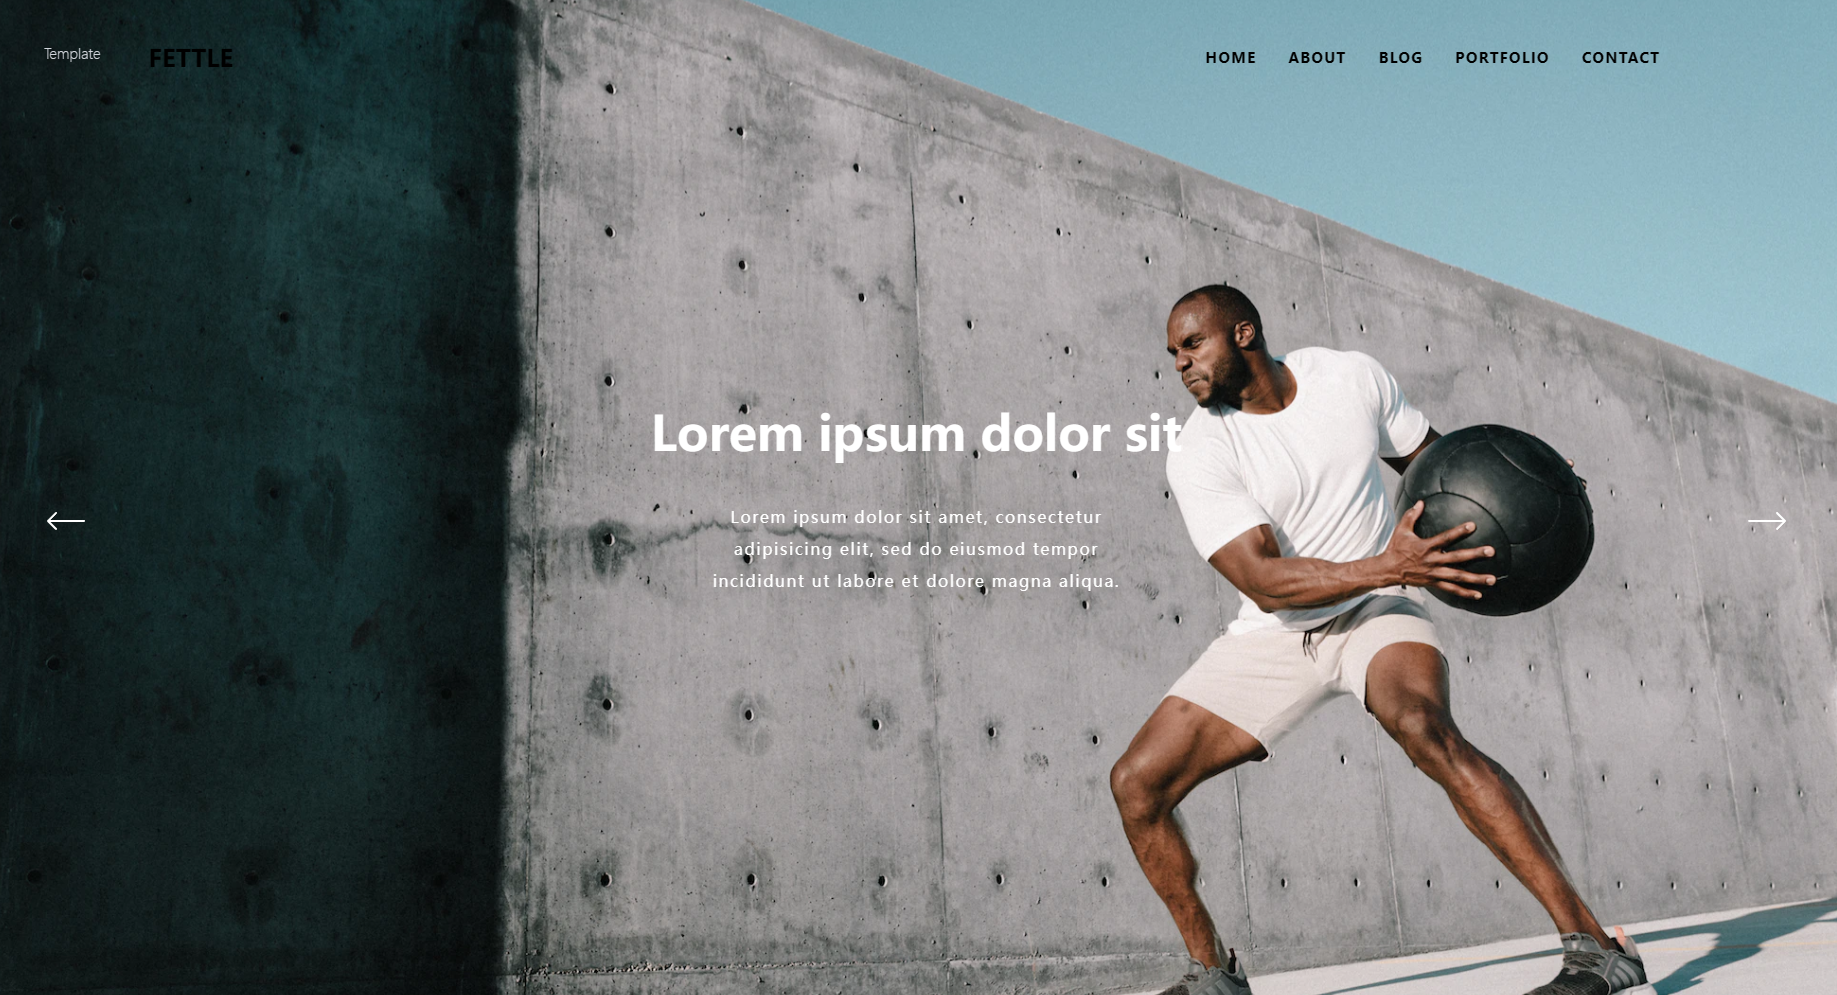 Template
FETTLE
HOME ABOUT BLOG PORTFOLIO CONTACT
Lorem ipsum dolor sit
Lorem ipsum dolor sit amet, consectetur
adipisicing elit, sed do eiusmod tempor
incididunt ut labore et dolore magna aliqua.